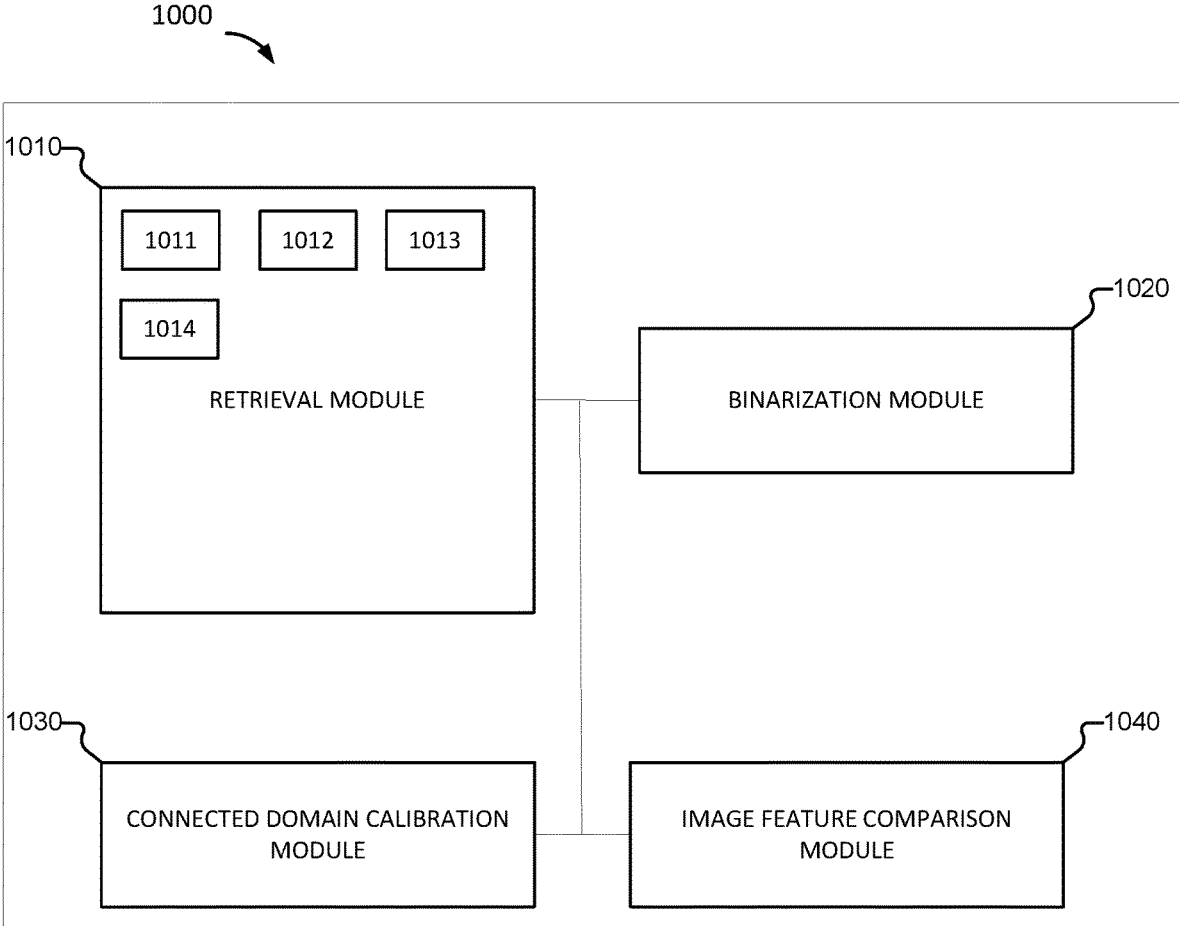 1000
1010
1011 1012 1013
1014
RETRIEVAL MODULE
1020
BINARIZATION MODULE
1030
CONNECTED DOMAIN CALIBRATION
MODULE
1040
IMAGE FEATURE COMPARISON
MODULE